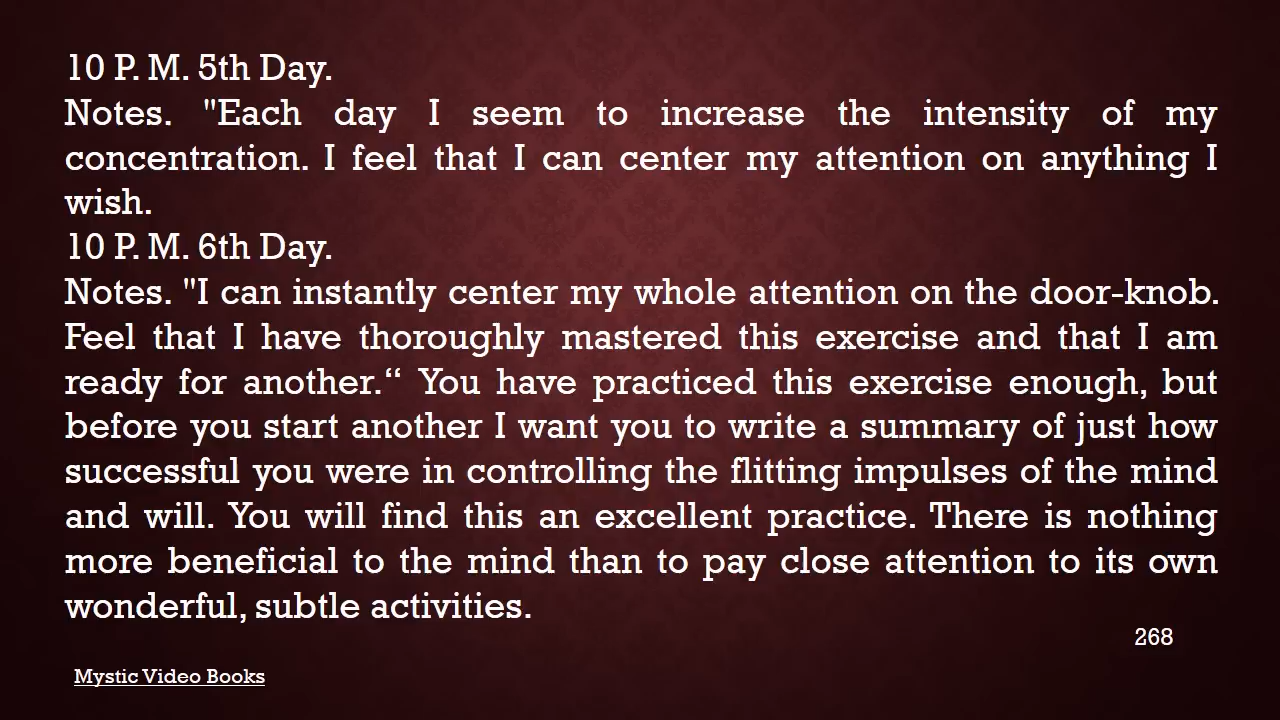 10 P. M. 5th Day.
Notes. "Each day I seem to increase the intensity of my
concentration. I feel that I can center my attention on anything I
wish.
10 P. M. 6th Day.
Notes. "I can instantly center my whole attention on the door-knob.
Feel that I have thoroughly mastered this exercise and that I am
ready for another.“ You have practiced this exercise enough, but
before you start another I want you to write a summary of just how
successful you were in controlling the flitting impulses of the mind
and will. You will find this an excellent practice. There is nothing
more beneficial to the mind than to pay close attention to its own
wonderful, subtle activities.
268
Mystic Video Books